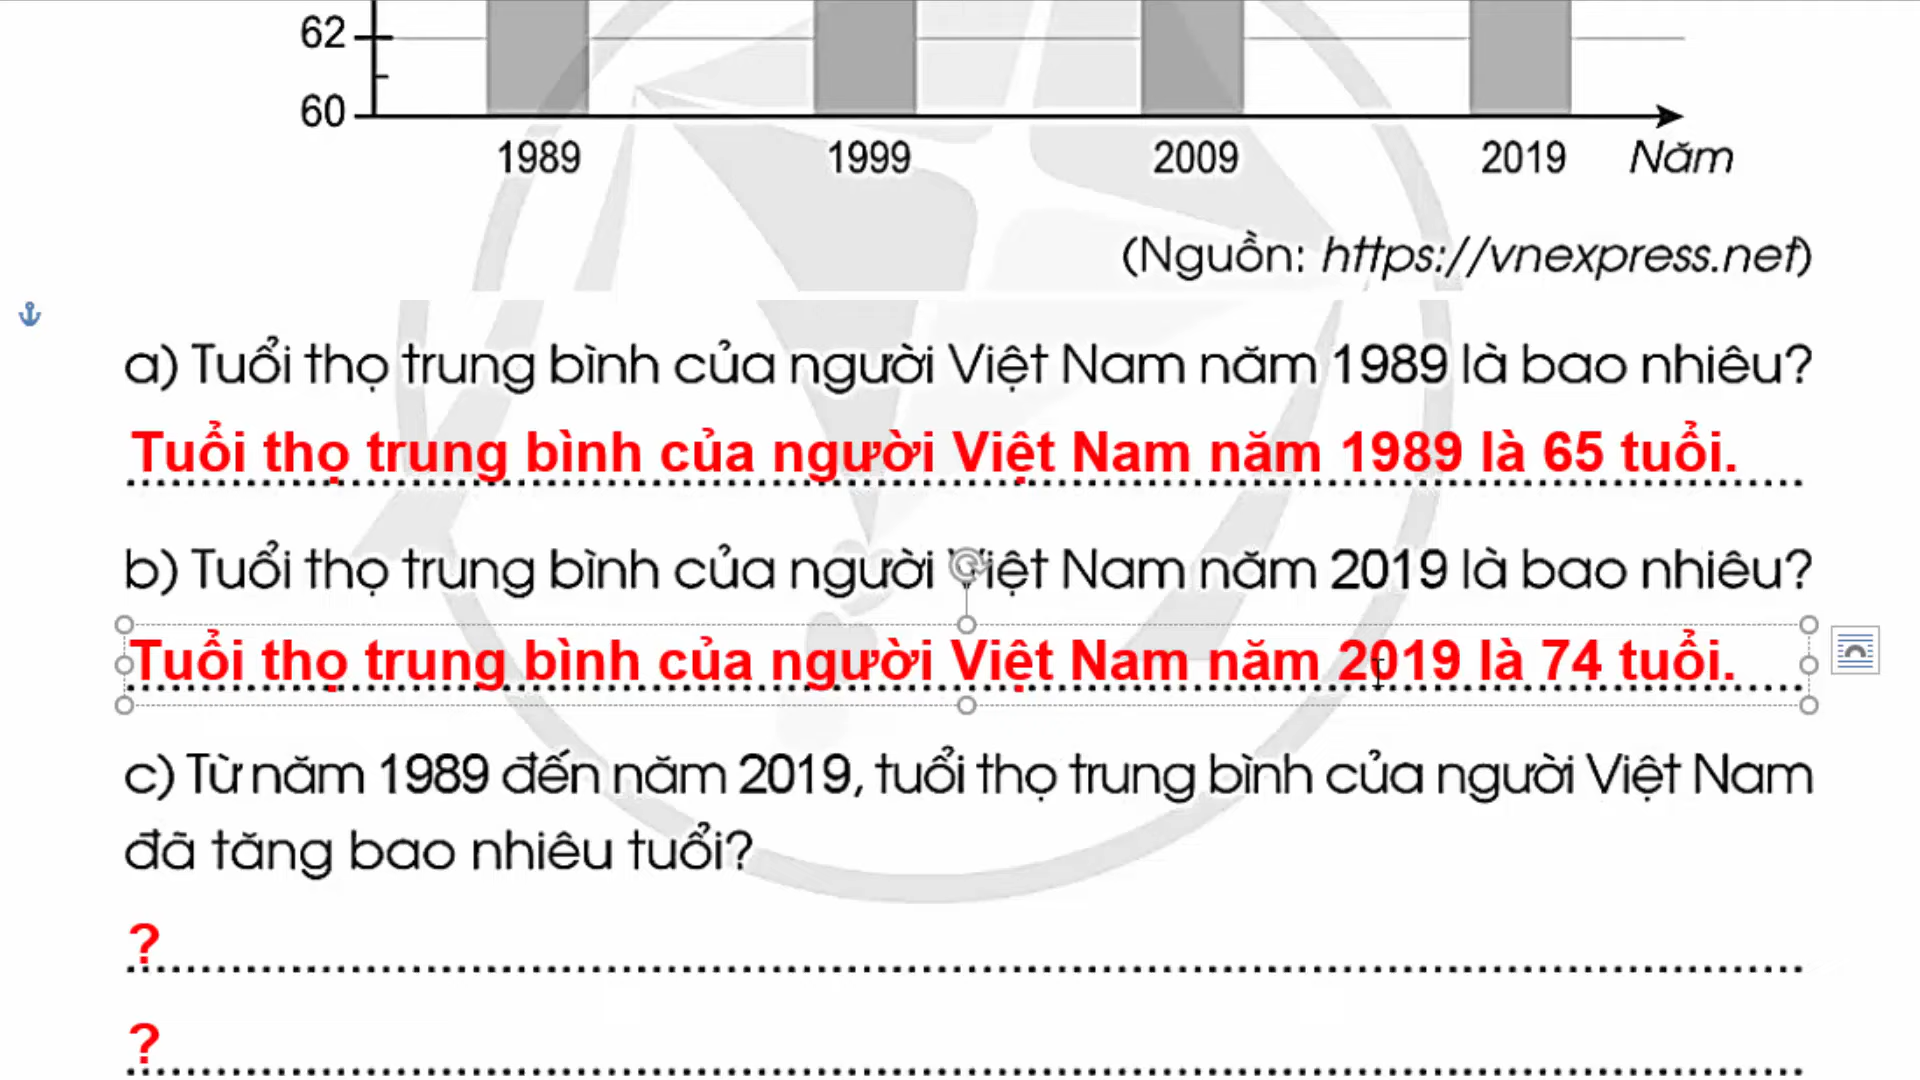 62
60
1989 1999 2009 2019 Năm
(Nguồn: https://vnexpress.net)
a) Tuổi thọ trung bình của người Việt Nam năm 1989 là bao nhiêu?
Tuổi thọ trung bình của người Việt Nam năm 1989 là 65 tuổi.
b) Tuổi thọ trung bình của người Việt Nam năm 2019 là bao nhiêu?
Tuổi thọ trung bình của người Việt Nam năm 2019 là 74 tuổi.
c) Từ năm 1989 đến năm 2019, tuổi thọ trung bình của người Việt Nam
đã tăng bao nhiêu tuổi?
?
?